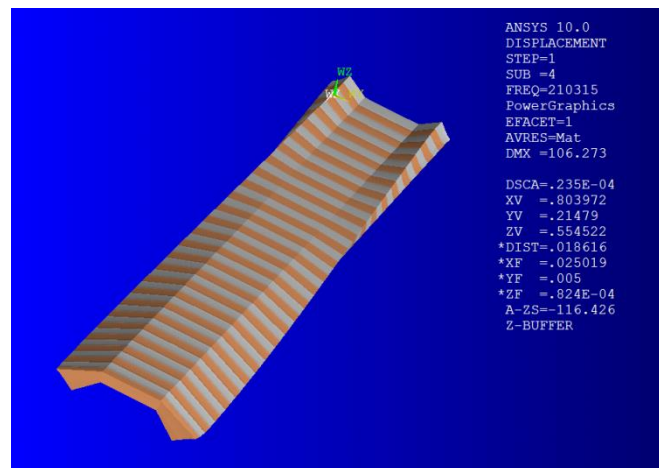 ANSYS 10.0
DISPLACEMENT
STEP=1
SUB =4
FREQ=210315
PowerGraphics
EFACET=1
AVRES=Mat
DMX =106.273
DSCA=.235E-04
XV =.803972
YV =.21479
ZV =.554522
*DIST=.018616
*XF =.025019
*YF =.005
*ZF =.824E-04
A-ZS=-116.426
Z-BUFFER
WZ